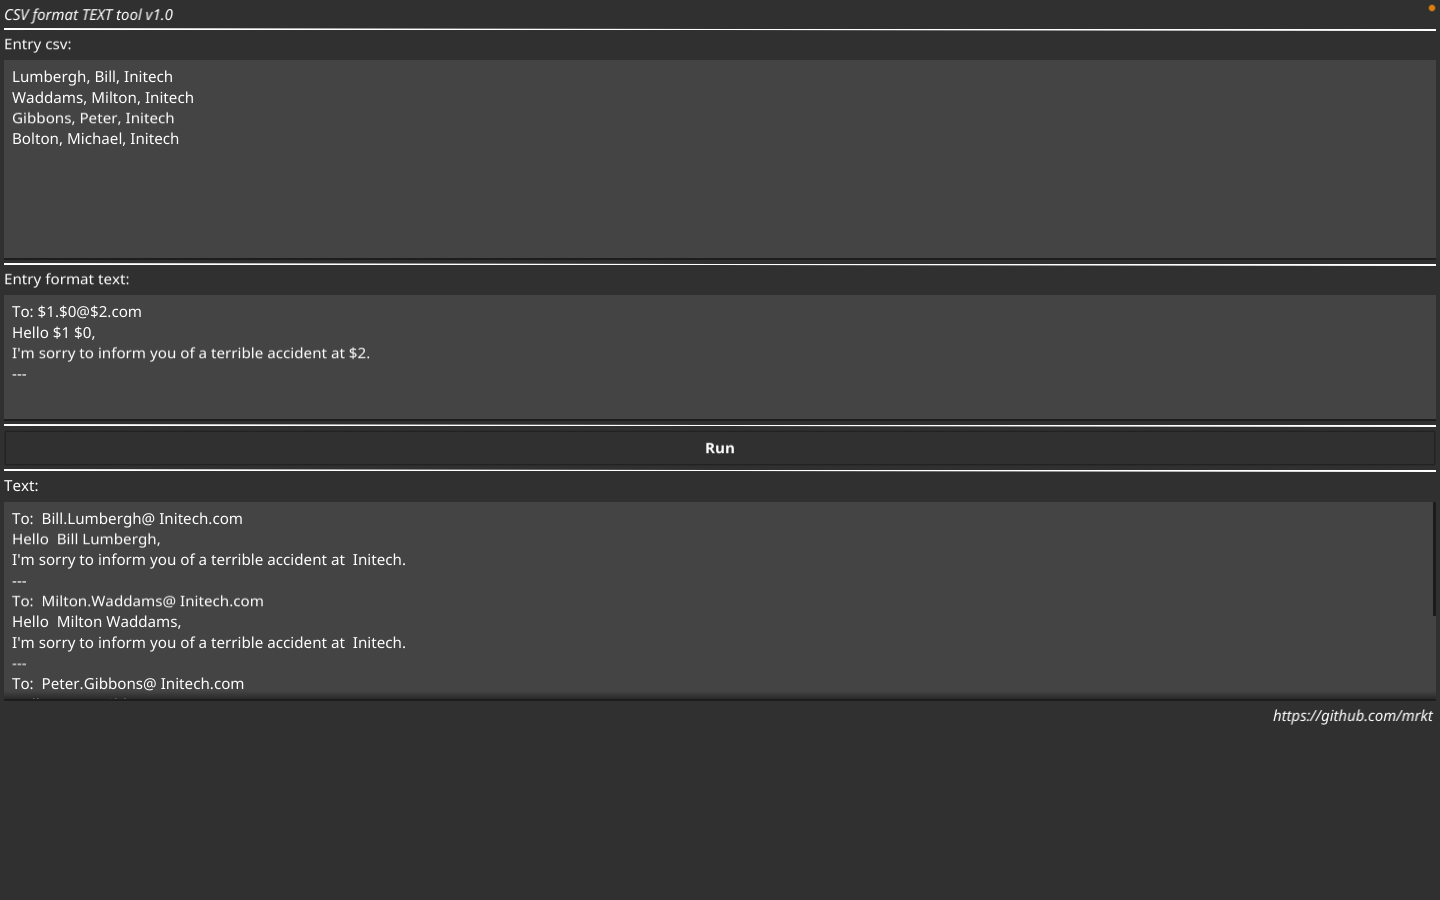 CSV format TEXT tool v1.0
Entry csv:
Lumbergh, Bill, Initech
Waddams, Milton, Initech
Gibbons, Peter, Initech
Bolton, Michael, Initech
Entry format text:
To: $1.$0@$2.com
Hello $1 $0,
I'm sorry to inform you of a terrible accident at $2.
---
Run
Text:
To:  Bill.Lumbergh@ Initech.com
Hello  Bill Lumbergh,
I'm sorry to inform you of a terrible accident at  Initech.
---
To:  Milton.Waddams@ Initech.com
Hello  Milton Waddams,
I'm sorry to inform you of a terrible accident at  Initech.
---
To:  Peter.Gibbons@ Initech.com
https://github.com/mrkt